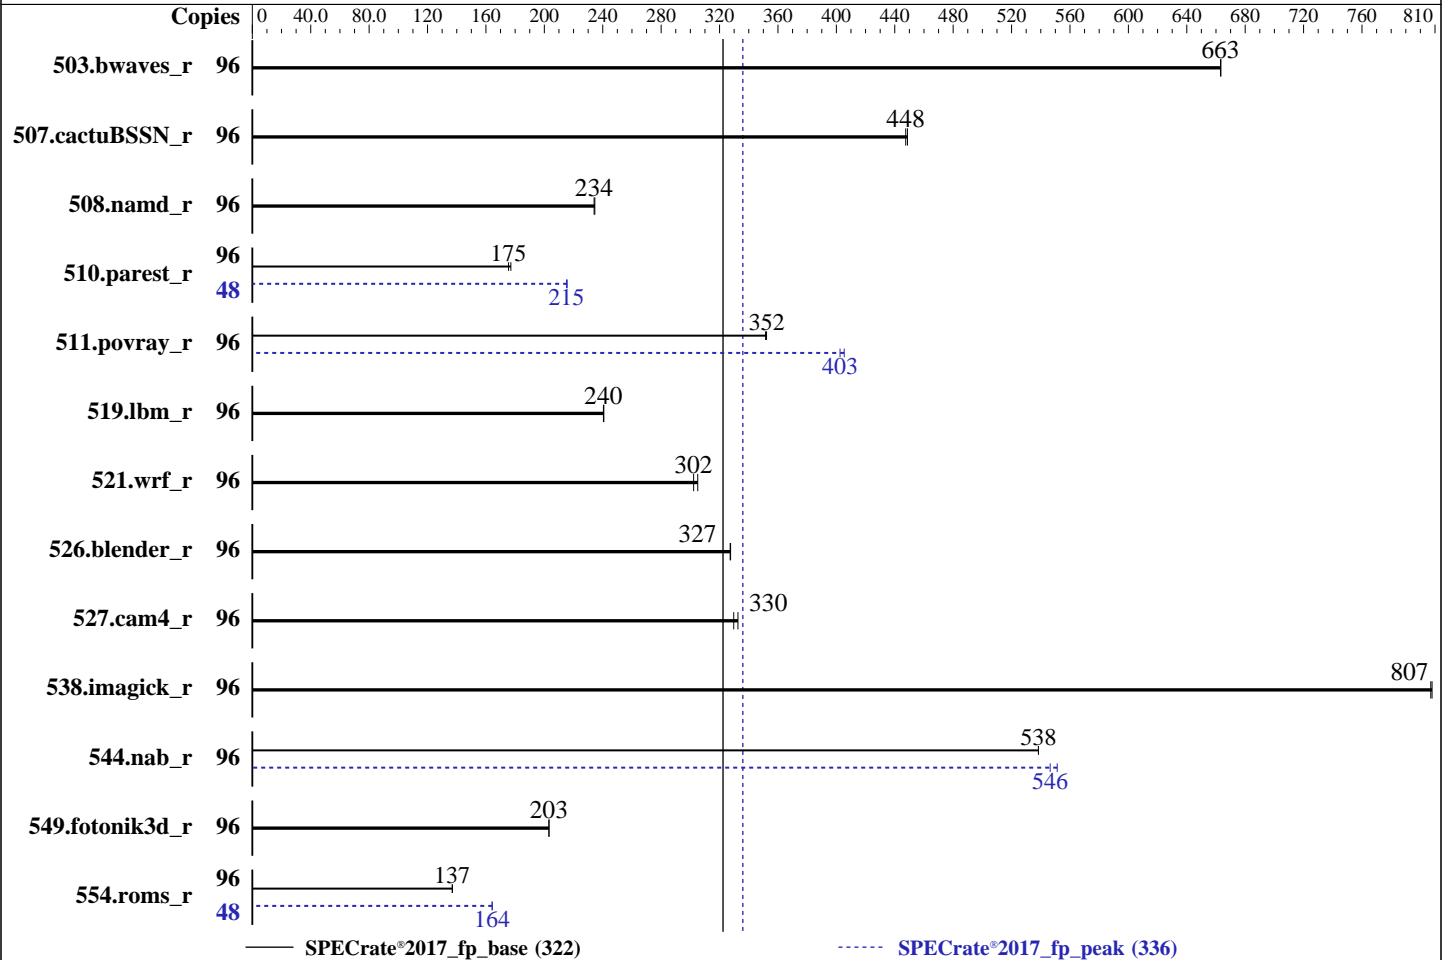 Copies 0 40.0 80.0 120 160 200 240 280 320 360 400 440 480 520 560 600 640 680 720 760 810
663
503.bwaves_r 96
448
507.cactuBSSN_r 96
234
508.namd_r 96
96 175
510.parest_r
48 215
352
511.povray_r 96
403
240
519.lbm_r 96
302
521.wrf_r 96
327
526.blender_r 96
330
527.cam4_r 96
807
538.imagick_r 96
538
544.nab_r 96
546
203
549.fotonik3d_r 96
96 137
554.roms_r
48 164
SPECrate®2017_fp_base (322) SPECrate®2017_fp_peak (336)